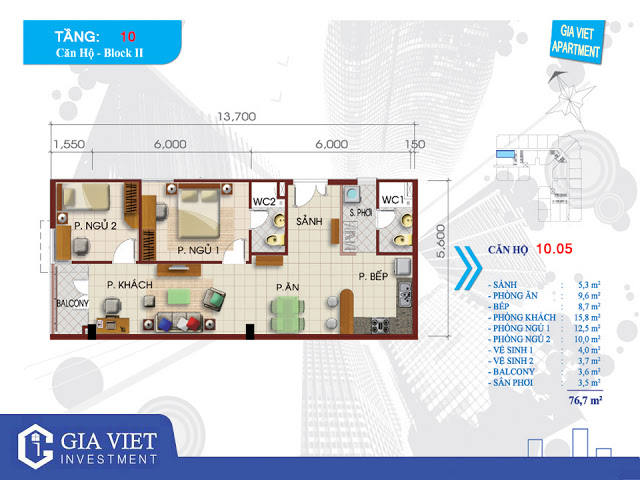 TẦNG: 10
Căn Hộ - Block II
GIA VIET
APARTMENT
13,700
1,550 6,000 6,000 150
P. NGỦ 2
P. NGỦ 1
WC2
SẢNH
S. PHƠI
WC1
5,600
P. KHÁCH
P.ĂN
P. BẾP
BALCONY
CĂN HỘ 10.05
- SẢNH : 5,3 m²
- PHÒNG ĂN : 9,6 m²
- BẾP : 8,7 m²
- PHÒNG KHÁCH : 15,8 m²
- PHÒNG NGỦ 1 : 12,5 m²
- PHÒNG NGỦ 2 : 10,0 m²
- VỆ SINH 1 : 4,0 m²
- VỆ SINH 2 : 3,7 m²
- BALCONY : 3,6 m²
- SÂN PHƠI : 3,5 m²
76,7 m²
GIA VIET
INVESTMENT